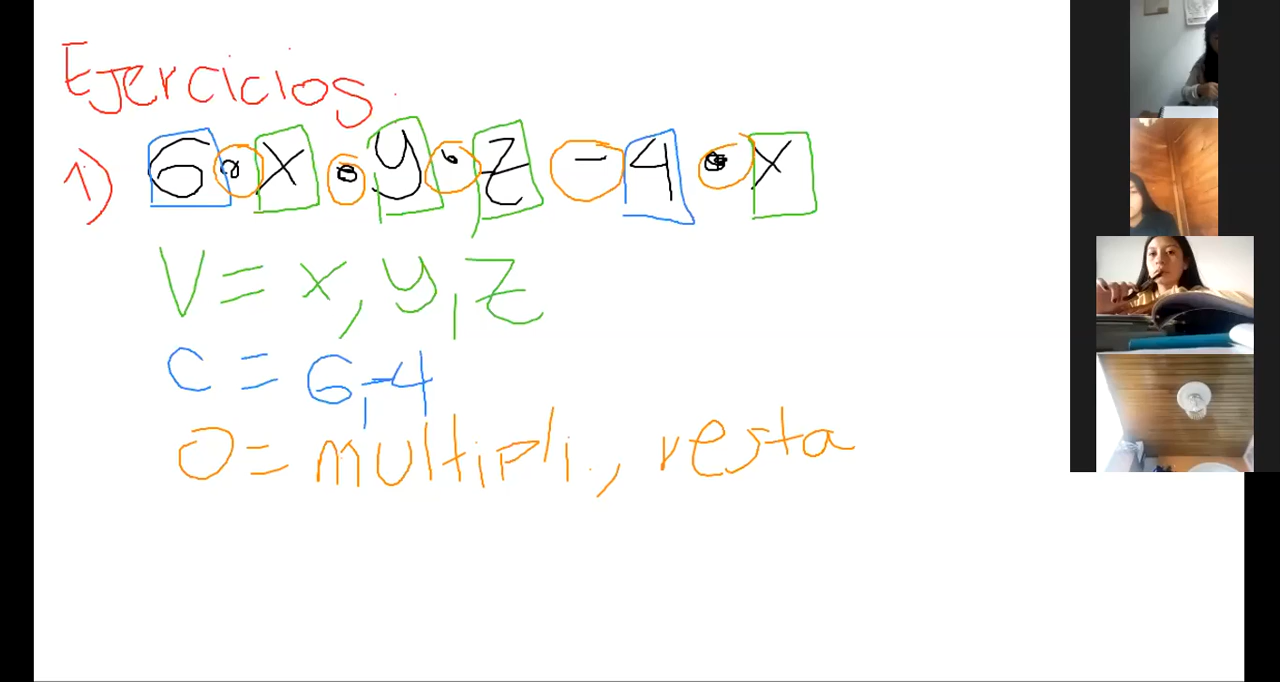 Ejercicios.
1) 6 · x · y · z - 4 · x
V = x, y, z
C = 6, -4
O = multipli., resta